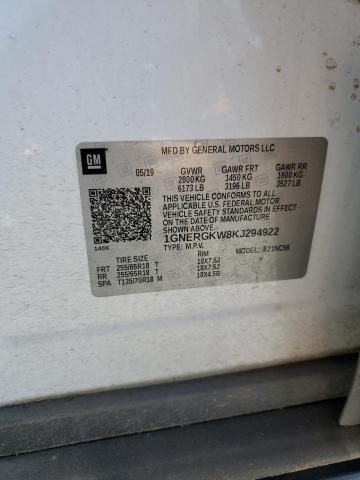 GM
MFD BY GENERAL MOTORS LLC
05/19 GVWR GAWR FRT GAWR RR
2800 KG 1450 KG 1600 KG
6173 LB 3196 LB 3527 LB
THIS VEHICLE CONFORMS TO ALL
APPLICABLE U.S. FEDERAL MOTOR
VEHICLE SAFETY STANDARDS IN
EFFECT ON THE DATE OF MANUFACTURE
SHOWN ABOVE.
140K
1GNERGKW8KJ294922
TYPE: M.P.V. MODEL: 821NC56
TIRE SIZE RIM
FRT 255/65R18 T 18X7.5J
RR 255/65R18 T 18X7.5J
SPA T135/70R18 M 18X4.5B